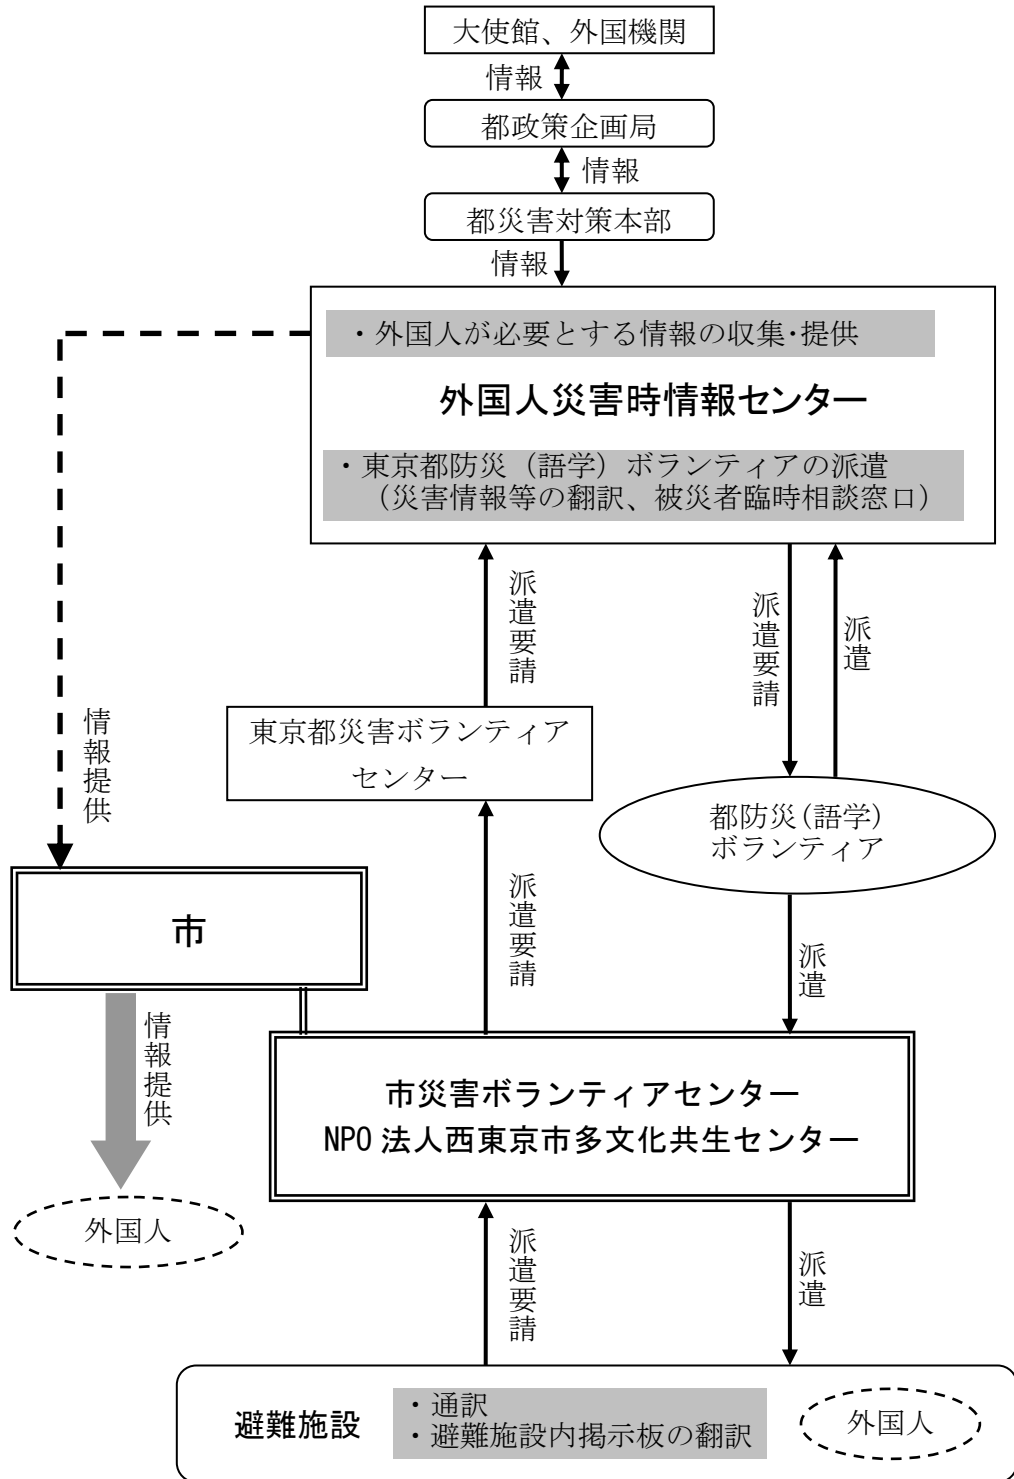 大使館、外国機関
情報
都政策企画局
情報
都災害対策本部
情報
・外国人が必要とする情報の収集・提供
外国人災害時情報センター
・東京都防災（語学）ボランティアの派遣
（災害情報等の翻訳、被災者臨時相談窓口）
派遣要請
派遣要請
派遣
情報提供
東京都災害ボランティア
センター
都防災(語学)
ボランティア
市
派遣要請
派遣
情報提供
市災害ボランティアセンター
NPO 法人西東京市多文化共生センター
外国人
派遣要請
派遣
避難施設
・通訳
・避難施設内掲示板の翻訳
外国人